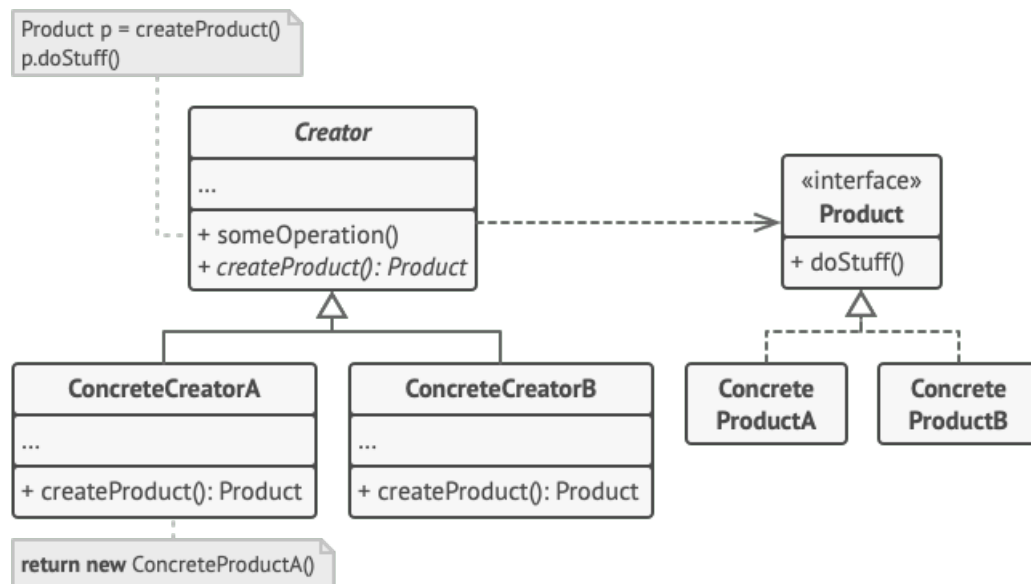 Product p = createProduct()
p.doStuff()
Creator
...
+ someOperation()
+ createProduct(): Product
«interface»
Product
+ doStuff()
ConcreteCreatorA
...
+ createProduct(): Product
ConcreteCreatorB
...
+ createProduct(): Product
Concrete
ProductA
Concrete
ProductB
return new ConcreteProductA()